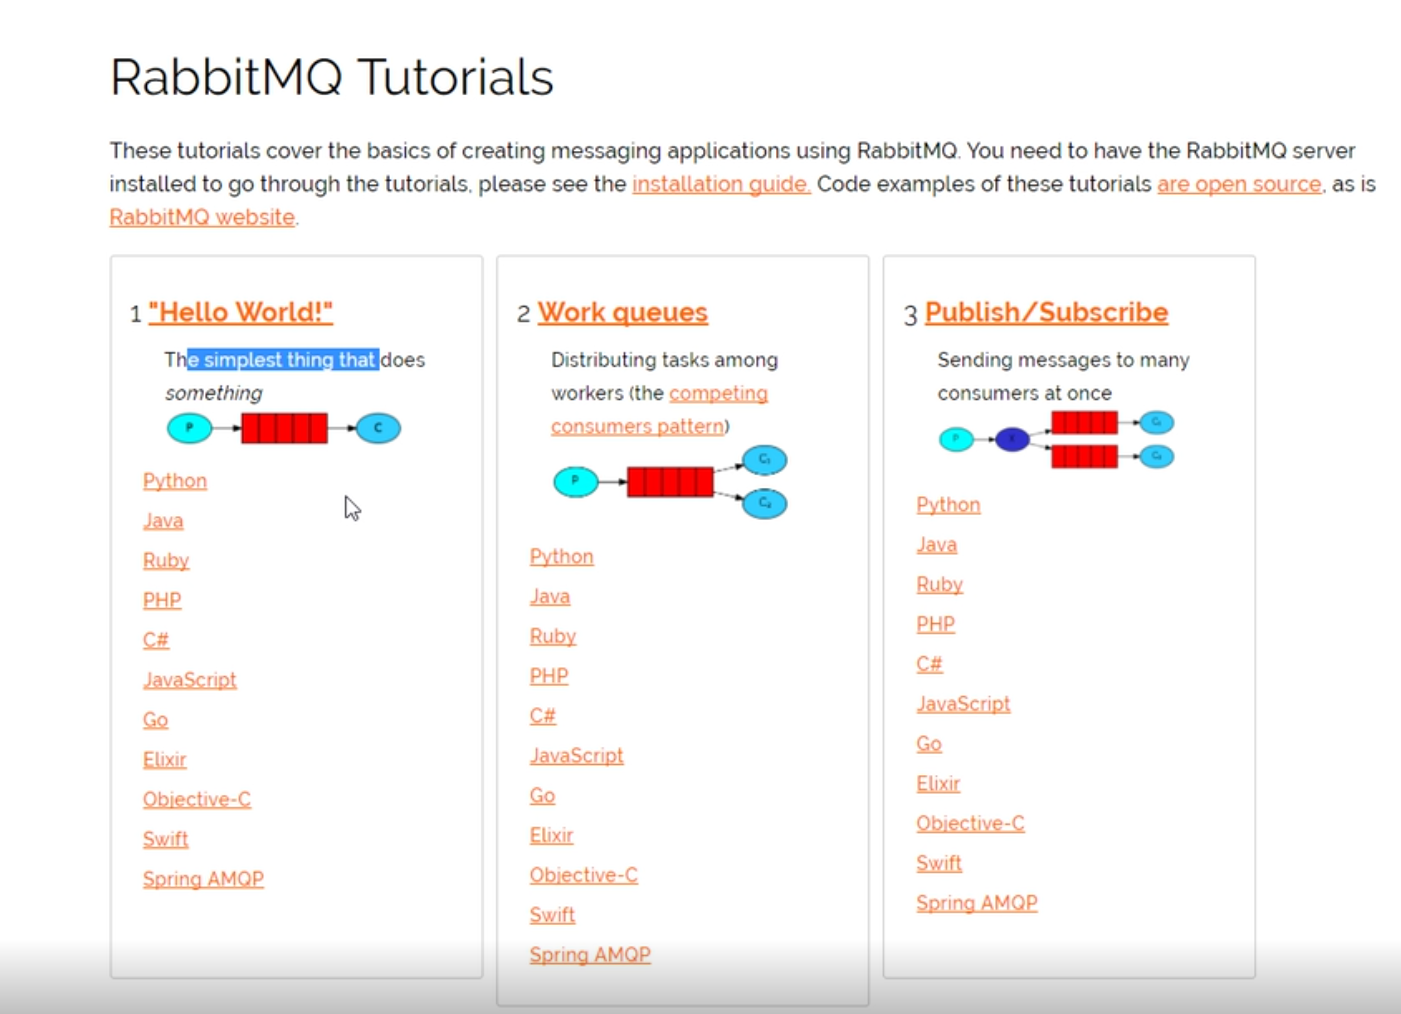 RabbitMQ Tutorials
These tutorials cover the basics of creating messaging applications using RabbitMQ. You need to have the RabbitMQ server
installed to go through the tutorials, please see the installation guide. Code examples of these tutorials are open source, as is
RabbitMQ website.
1 "Hello World!"
The simplest thing that does
something
P
C
Python
Java
Ruby
PHP
C#
JavaScript
Go
Elixir
Objective-C
Swift
Spring AMQP
2 Work queues
Distributing tasks among
workers (the competing
consumers pattern)
P
C₁
C₂
Python
Java
Ruby
PHP
C#
JavaScript
Go
Elixir
Objective-C
Swift
Spring AMQP
3 Publish/Subscribe
Sending messages to many
consumers at once
P
X
C₁
C₂
Python
Java
Ruby
PHP
C#
JavaScript
Go
Elixir
Objective-C
Swift
Spring AMQP